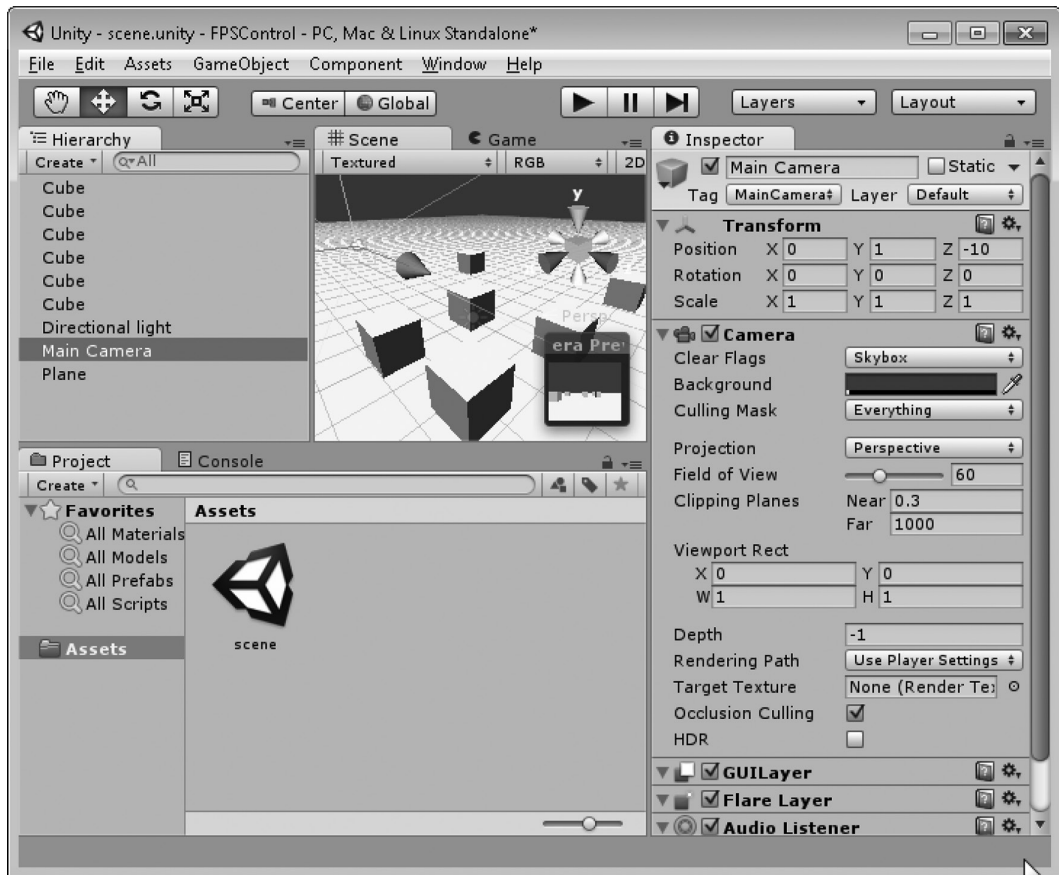 Unity - scene.unity - FPSControl - PC, Mac & Linux Standalone*
File Edit Assets GameObject Component Window Help
Center Global Layers Layout
Hierarchy
Create All
Cube
Cube
Cube
Cube
Cube
Cube
Directional light
Main Camera
Plane
Scene Game
Textured RGB 2D
y
Persp
era Pre
Project Console
Create
Favorites
All Materials
All Models
All Prefabs
All Scripts
Assets
Assets
scene
Inspector
Main Camera Static
Tag MainCamera Layer Default
Transform
Position X 0 Y 1 Z -10
Rotation X 0 Y 0 Z 0
Scale X 1 Y 1 Z 1
Camera
Clear Flags Skybox
Background
Culling Mask Everything
Projection Perspective
Field of View 60
Clipping Planes Near 0.3
Far 1000
Viewport Rect
X 0 Y 0
W 1 H 1
Depth -1
Rendering Path Use Player Settings
Target Texture None (Render Te
Occlusion Culling
HDR
GUILayer
Flare Layer
Audio Listener